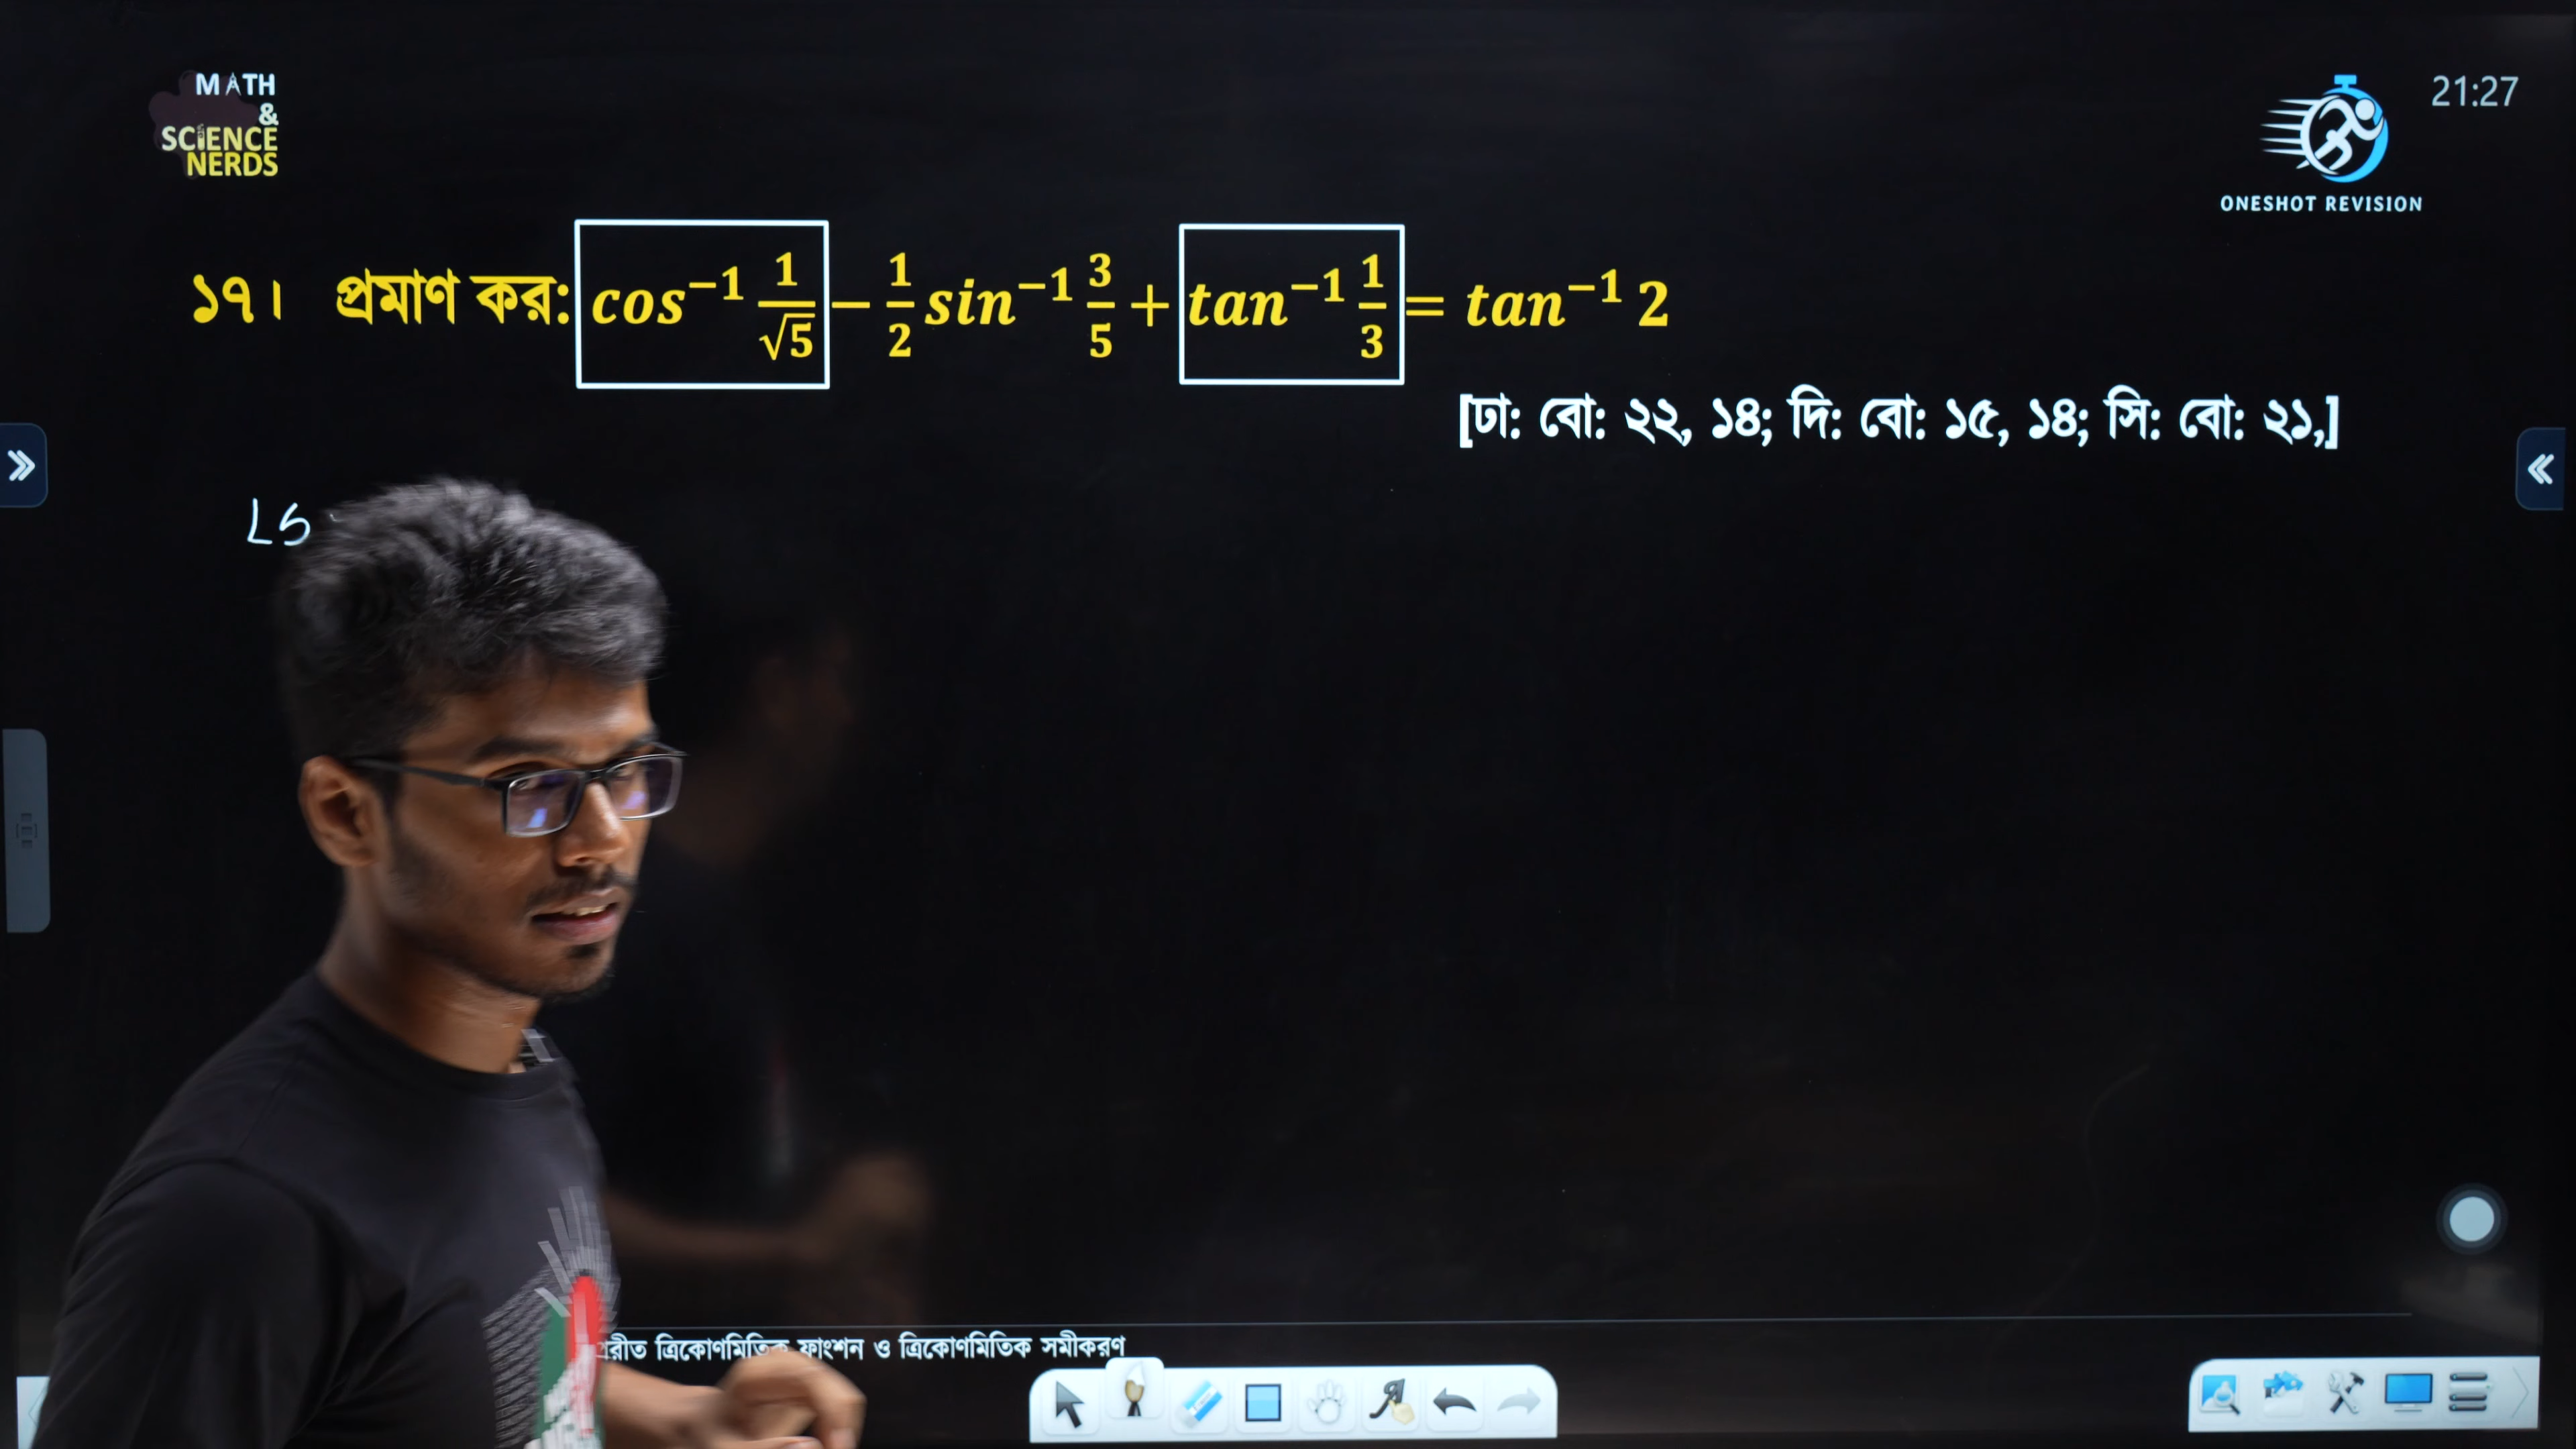 MATH
&
SCIENCE
NERDS
21:27
ONESHOT REVISION
১৭। প্রমাণ কর: cos⁻¹ 1/√5 − 1/2 sin⁻¹ 3/5 + tan⁻¹ 1/3 = tan⁻¹ 2
[ঢা: বো: ২২, ১৪; দি: বো: ১৫, ১৪; সি: বো: ২১,]
LS
ত্রিকোণমিতিক ফাংশন ও ত্রিকোণমিতিক সমীকরণ